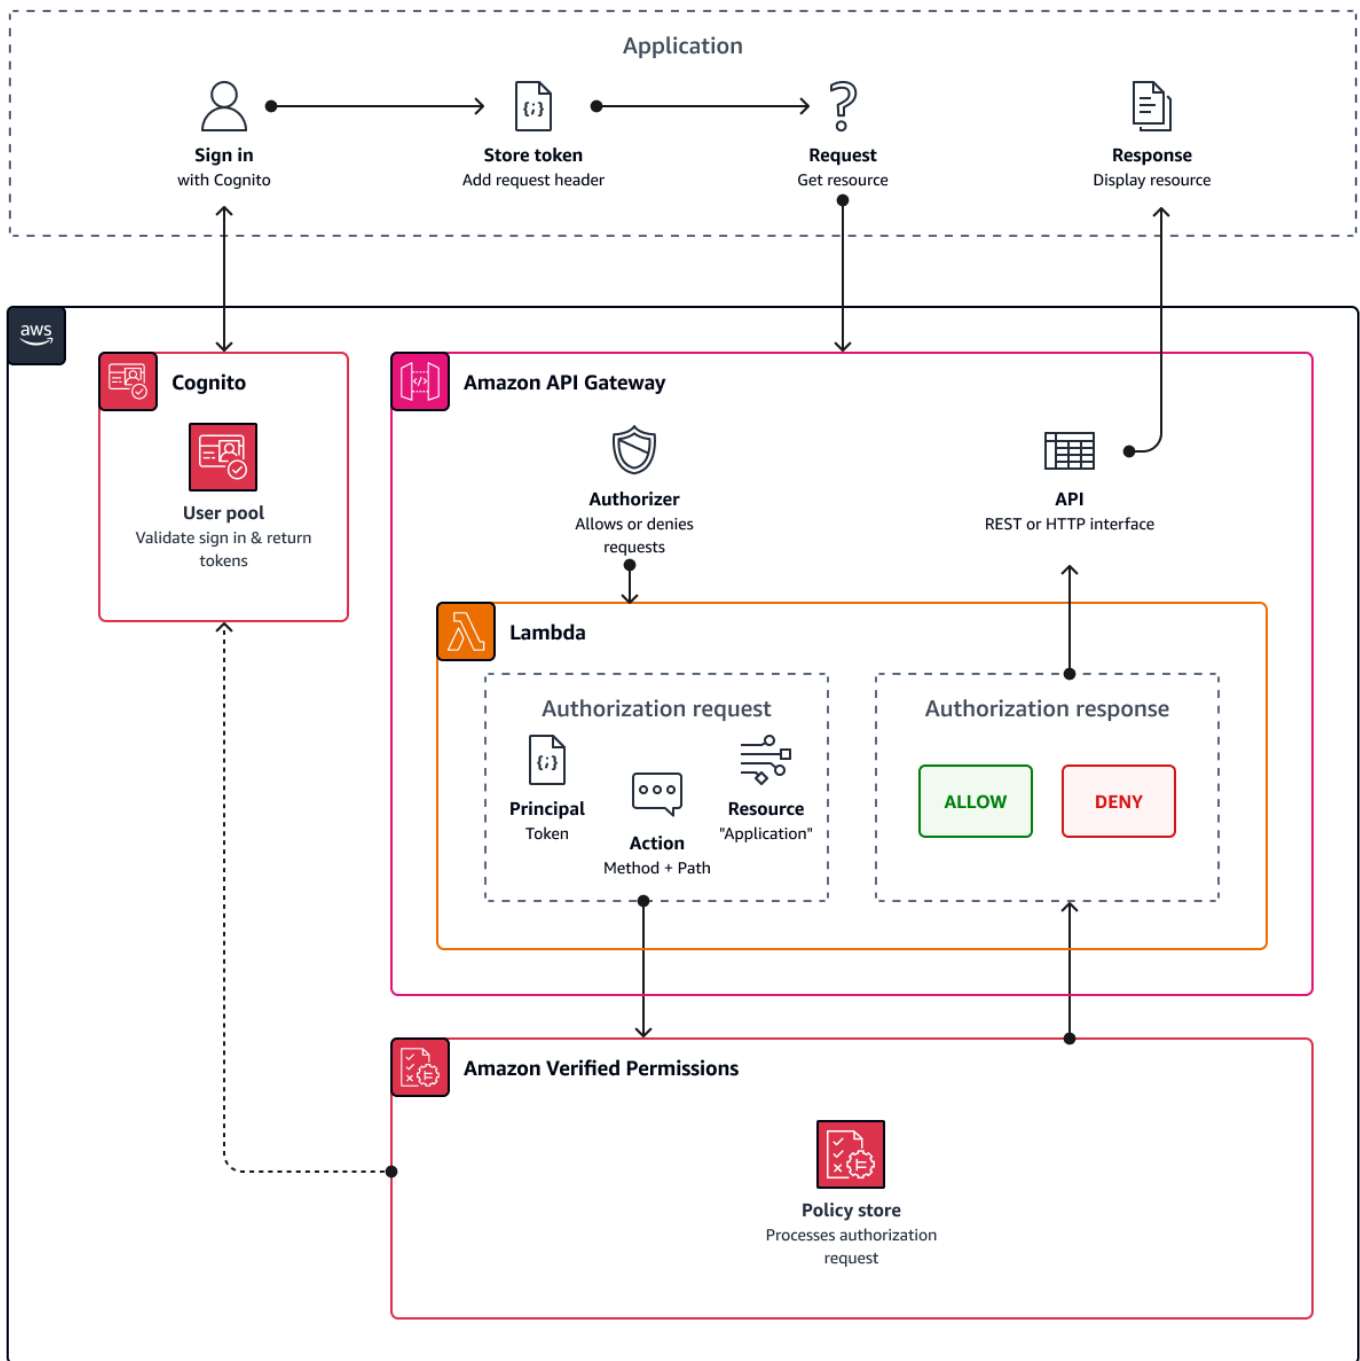 Application
Sign in
with Cognito
Store token
Add request header
Request
Get resource
Response
Display resource
aws
Cognito
User pool
Validate sign in & return
tokens
Amazon API Gateway
Authorizer
Allows or denies
requests
API
REST or HTTP interface
Lambda
Authorization request
Principal
Token
Action
Method + Path
Resource
"Application"
Authorization response
ALLOW
DENY
Amazon Verified Permissions
Policy store
Processes authorization
request